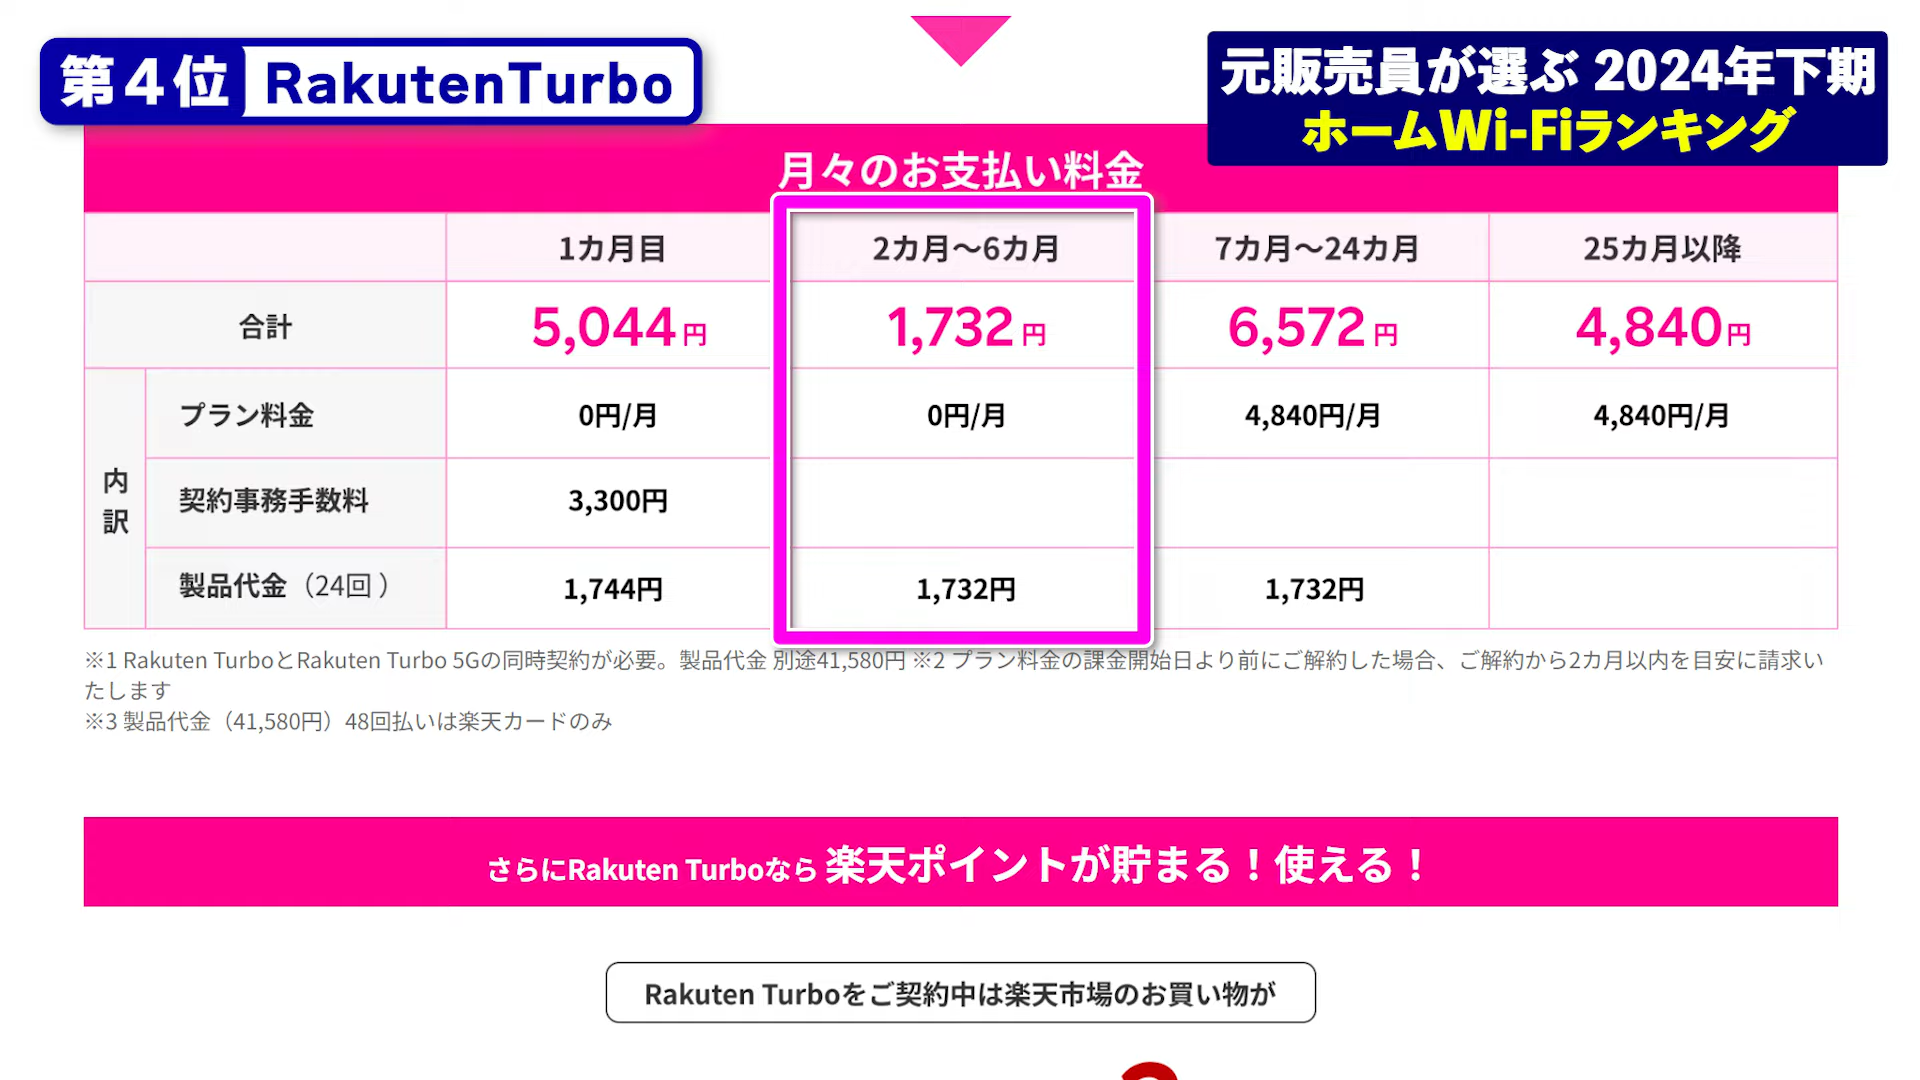 第4位 RakutenTurbo
元販売員が選ぶ 2024年下期
ホームWi-Fiランキング
月々のお支払い料金
1カ月目 2カ月～6カ月 7カ月～24カ月 25カ月以降
合計 5,044円 1,732円 6,572円 4,840円
内訳
プラン料金 0円/月 0円/月 4,840円/月 4,840円/月
契約事務手数料 3,300円
製品代金（24回） 1,744円 1,732円 1,732円
※1 Rakuten TurboとRakuten Turbo 5Gの同時契約が必要。製品代金 別途41,580円 ※2 プラン料金の課金開始日より前にご解約した場合、ご解約から2カ月以内を目安に請求い
たします
※3 製品代金（41,580円）48回払いは楽天カードのみ
さらにRakuten Turboなら 楽天ポイントが貯まる！使える！
Rakuten Turboをご契約中は楽天市場のお買い物が